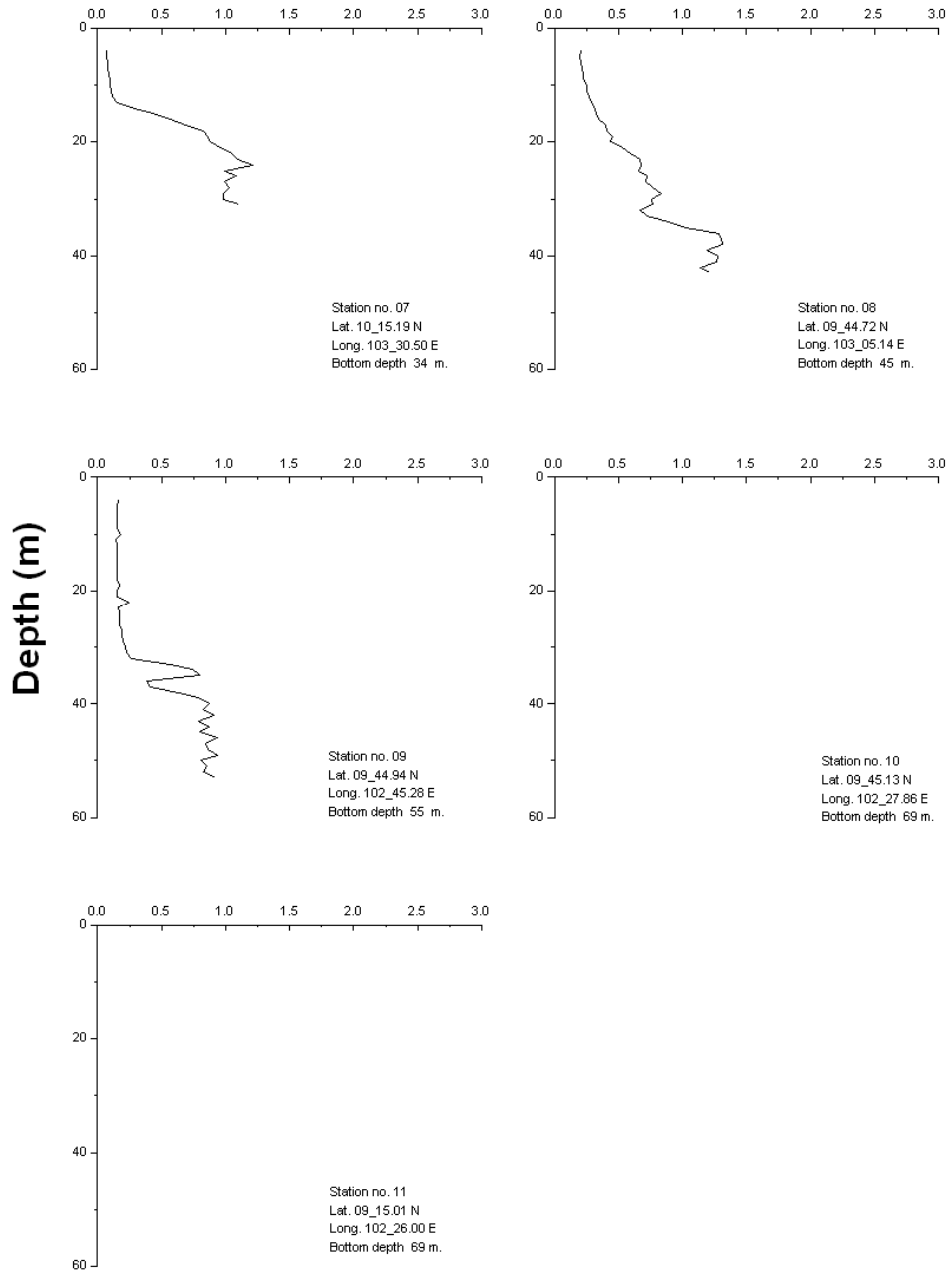 0.0 0.5 1.0 1.5 2.0 2.5 3.0
0
20
40
60
Station no. 07
Lat. 10_15.19 N
Long. 103_30.50 E
Bottom depth 34 m.
0.0 0.5 1.0 1.5 2.0 2.5 3.0
0
20
40
60
Station no. 08
Lat. 09_44.72 N
Long. 103_05.14 E
Bottom depth 45 m.
Depth (m)
0.0 0.5 1.0 1.5 2.0 2.5 3.0
0
20
40
60
Station no. 09
Lat. 09_44.94 N
Long. 102_45.28 E
Bottom depth 55 m.
0.0 0.5 1.0 1.5 2.0 2.5 3.0
0
20
40
60
Station no. 10
Lat. 09_45.13 N
Long. 102_27.86 E
Bottom depth 69 m.
0.0 0.5 1.0 1.5 2.0 2.5 3.0
0
20
40
60
Station no. 11
Lat. 09_15.01 N
Long. 102_26.00 E
Bottom depth 69 m.